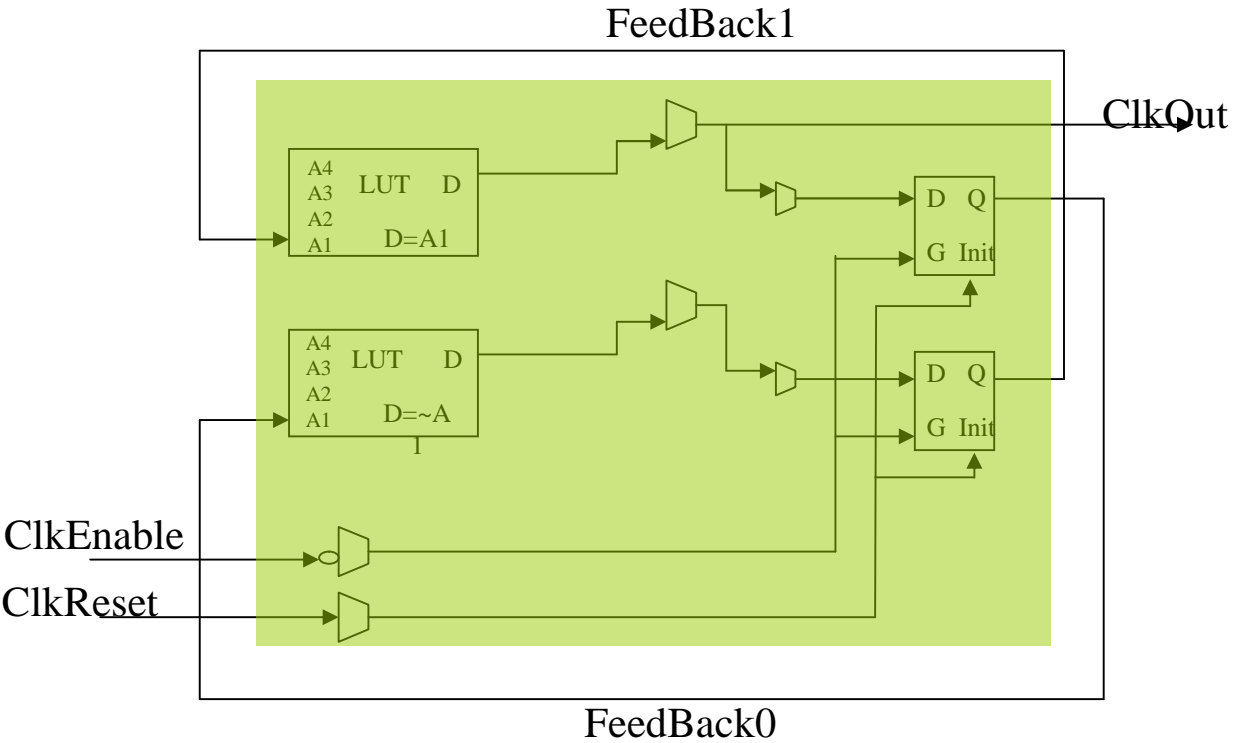 FeedBack1
ClkOut
A4
A3
A2
A1
LUT D
D=A1
D Q
G Init
A4
A3
A2
A1
LUT D
D=~A
1
D Q
G Init
ClkEnable
ClkReset
FeedBack0